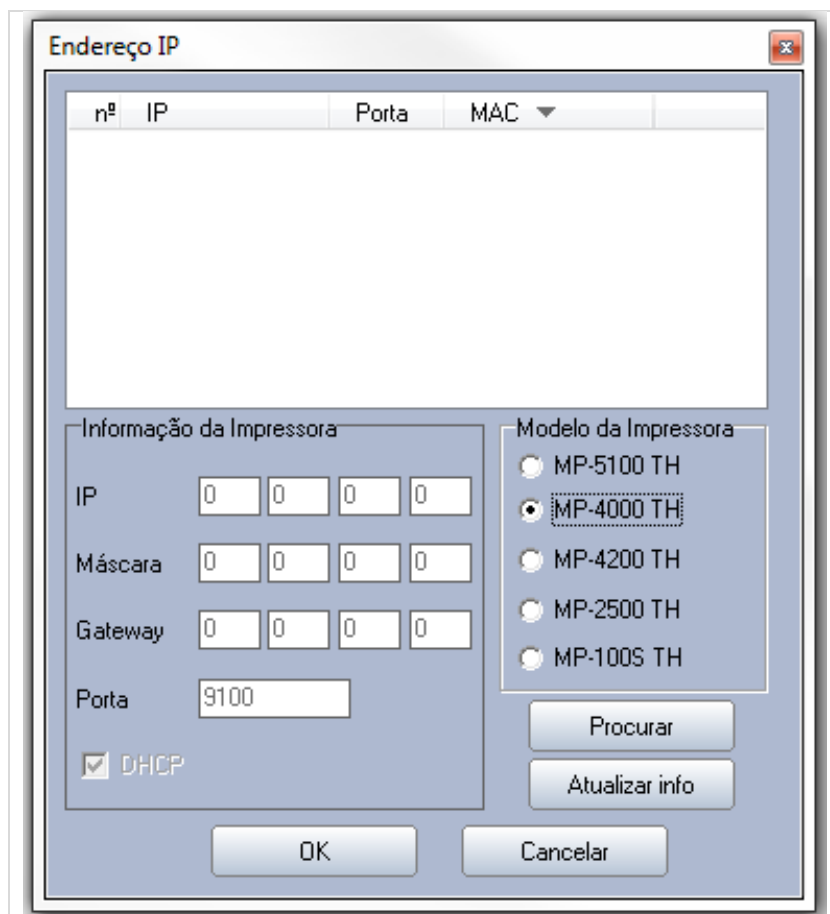 Endereço IP
nº IP Porta MAC
Informação da Impressora
IP 0 0 0 0
Máscara 0 0 0 0
Gateway 0 0 0 0
Porta 9100
DHCP
Modelo da Impressora
MP-5100 TH
MP-4000 TH
MP-4200 TH
MP-2500 TH
MP-100S TH
Procurar
Atualizar info
OK Cancelar